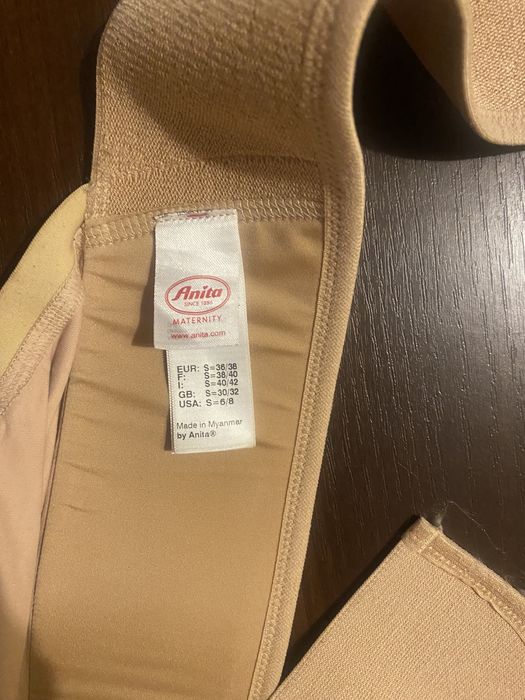 Anita
SINCE 1886
MATERNITY
www.anita.com
EUR: S=36/38
F: S=38/40
I: S=40/42
GB: S=30/32
USA: S=6/8
Made in Myanmar
by Anita®